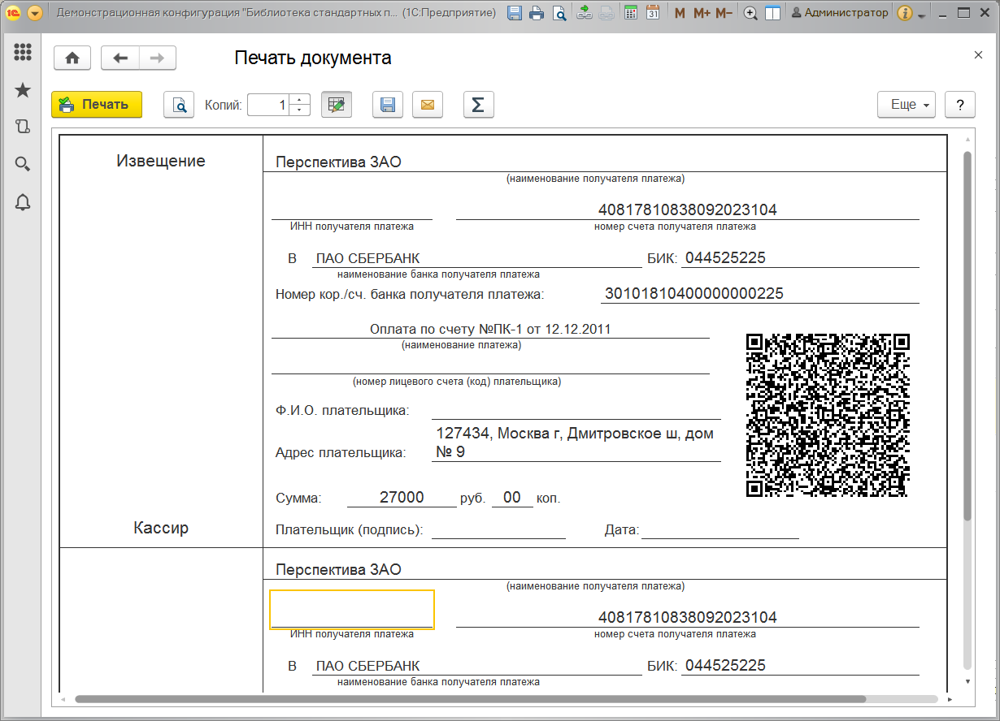 Демонстрационная конфигурация "Библиотека стандартных п... (1С:Предприятие)
31 M M+ M- Администратор
Печать документа
Печать Копий: 1 Σ Еще ?
Извещение
Перспектива ЗАО
(наименование получателя платежа)
40817810838092023104
ИНН получателя платежа номер счета получателя платежа
В ПАО СБЕРБАНК БИК: 044525225
наименование банка получателя платежа
Номер кор./сч. банка получателя платежа: 30101810400000000225
Оплата по счету №ПК-1 от 12.12.2011
(наименование платежа)
(номер лицевого счета (код) плательщика)
Ф.И.О. плательщика:
127434, Москва г, Дмитровское ш, дом
Адрес плательщика: № 9
Сумма: 27000 руб. 00 коп.
Кассир
Плательщик (подпись): Дата:
Перспектива ЗАО
(наименование получателя платежа)
40817810838092023104
ИНН получателя платежа номер счета получателя платежа
В ПАО СБЕРБАНК БИК: 044525225
наименование банка получателя платежа